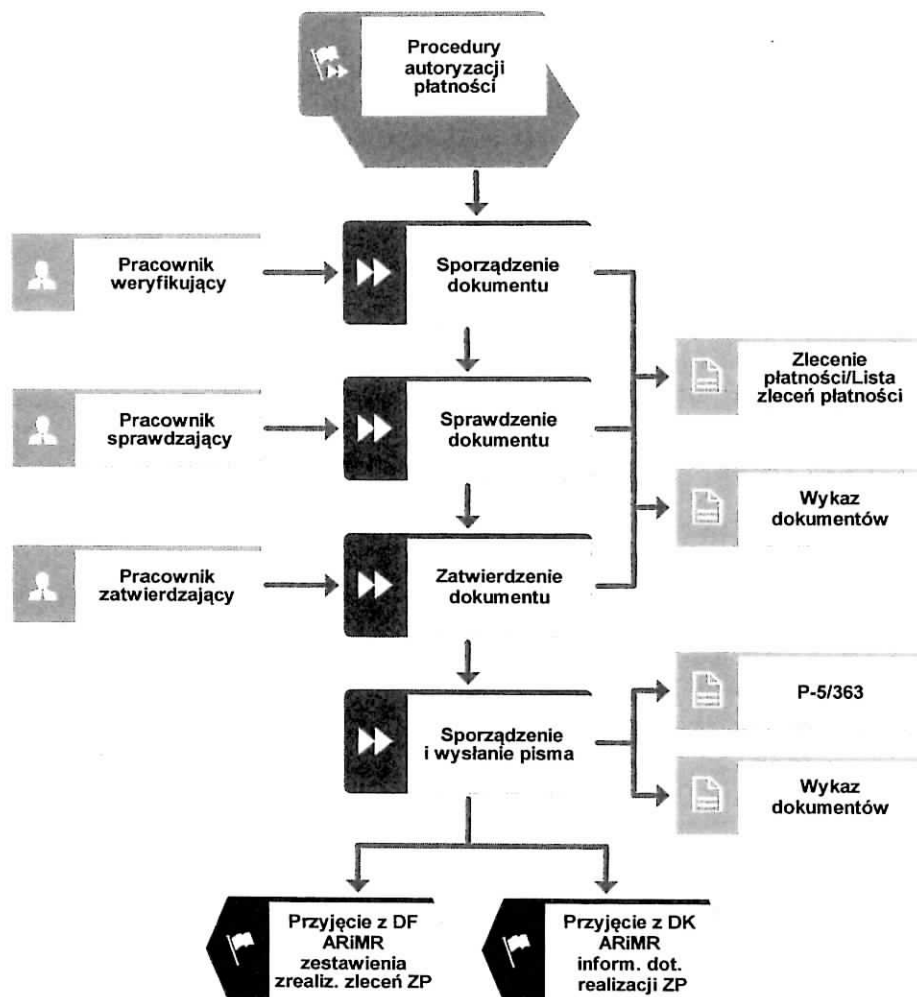 Procedury
autoryzacji
płatności
Pracownik
weryfikujący
Sporządzenie
dokumentu
Zlecenie
płatności/Lista
zleceń płatności
Pracownik
sprawdzający
Sprawdzenie
dokumentu
Wykaz
dokumentów
Pracownik
zatwierdzający
Zatwierdzenie
dokumentu
P-5/363
Sporządzenie
i wysłanie pisma
Wykaz
dokumentów
Przyjęcie z DF
ARiMR
zestawienia
zrealiz. zleceń ZP
Przyjęcie z DK
ARiMR
inform. dot.
realizacji ZP